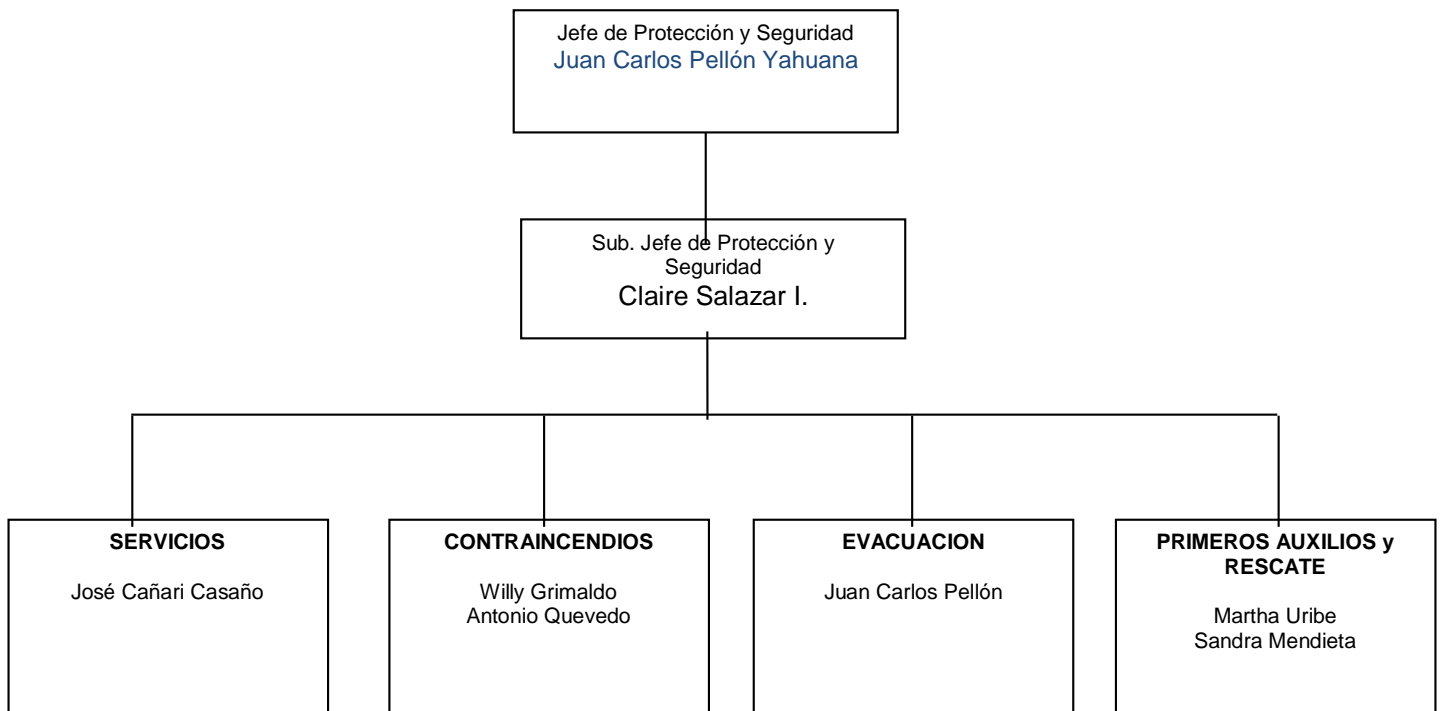 Jefe de Protección y Seguridad
Juan Carlos Pellón Yahuana
Sub. Jefe de Protección y
Seguridad
Claire Salazar I.
SERVICIOS
José Cañari Casaño
CONTRAINCENDIOS
Willy Grimaldo
Antonio Quevedo
EVACUACION
Juan Carlos Pellón
PRIMEROS AUXILIOS y
RESCATE
Martha Uribe
Sandra Mendieta